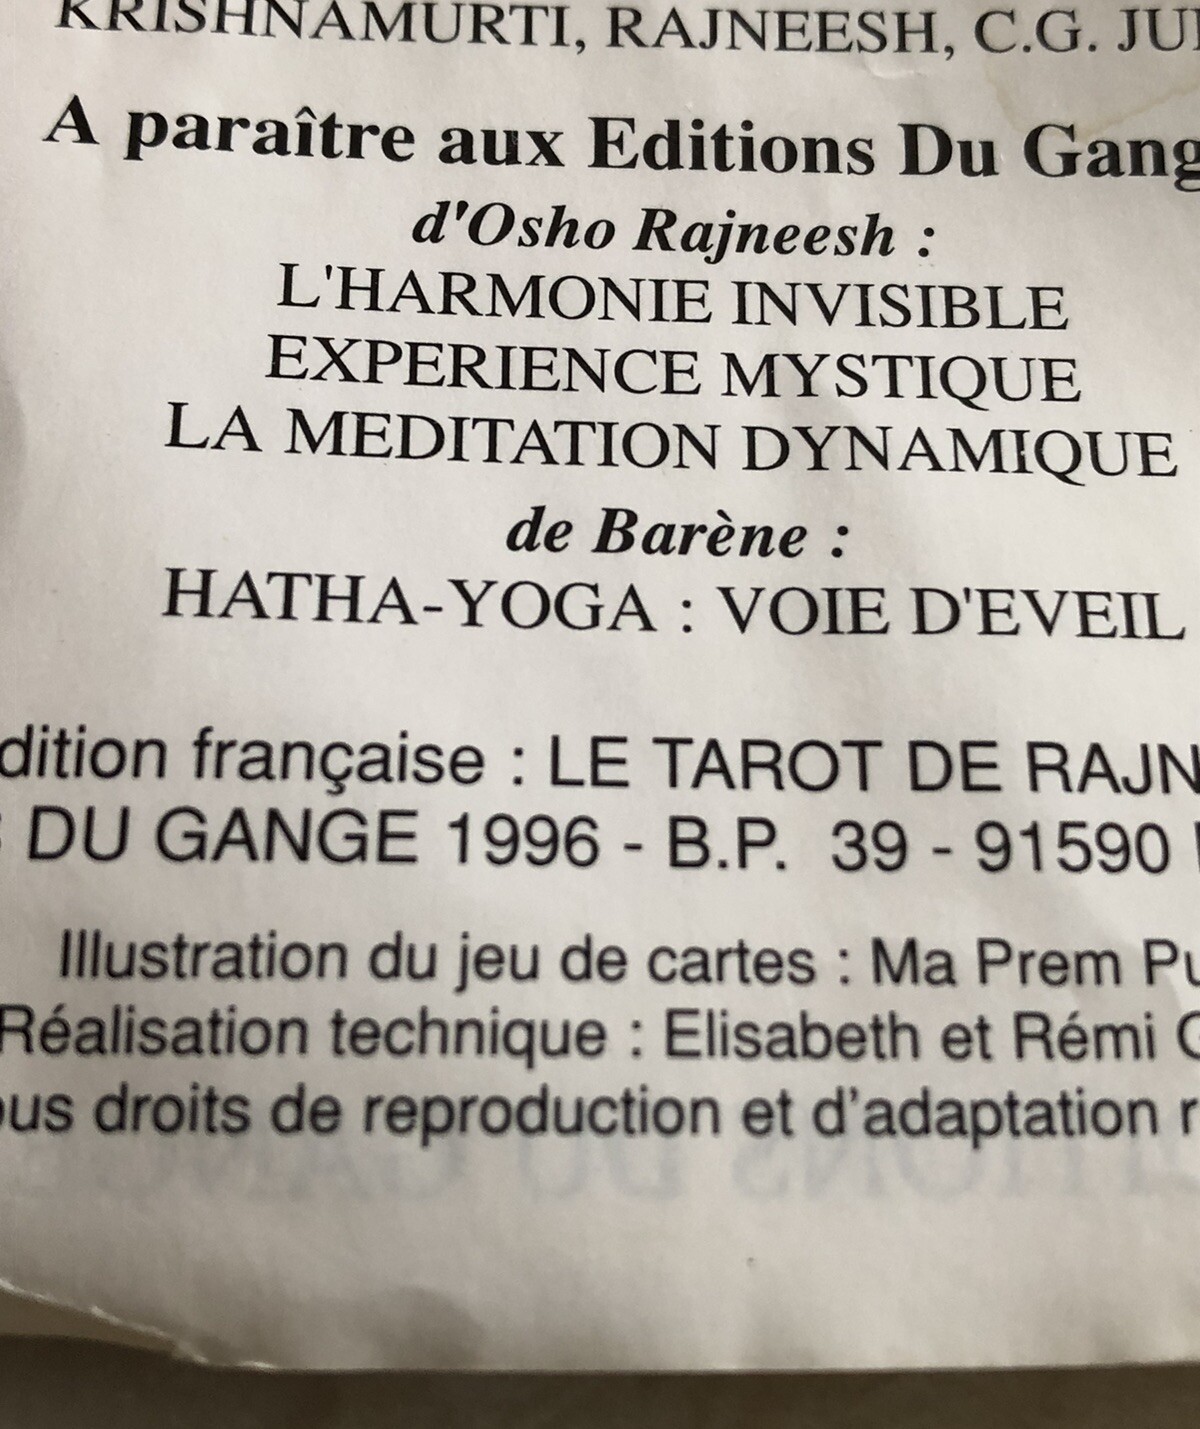 KRISHNAMURTI, RAJNEESH, C.G.
A paraître aux Editions Du
d'Osho Rajneesh :
L'HARMONIE INVISIBLE
EXPERIENCE MYSTIQUE
LA MEDITATION DYNAMIQUE
de Barène :
HATHA-YOGA : VOIE D'EVEIL
française : LE TAROT DE
DU GANGE 1996 - B.P. 39 - 91590
Illustration du jeu de cartes : Ma Prem
Réalisation technique : Elisabeth et Rémi
droits de reproduction et d'adaptation